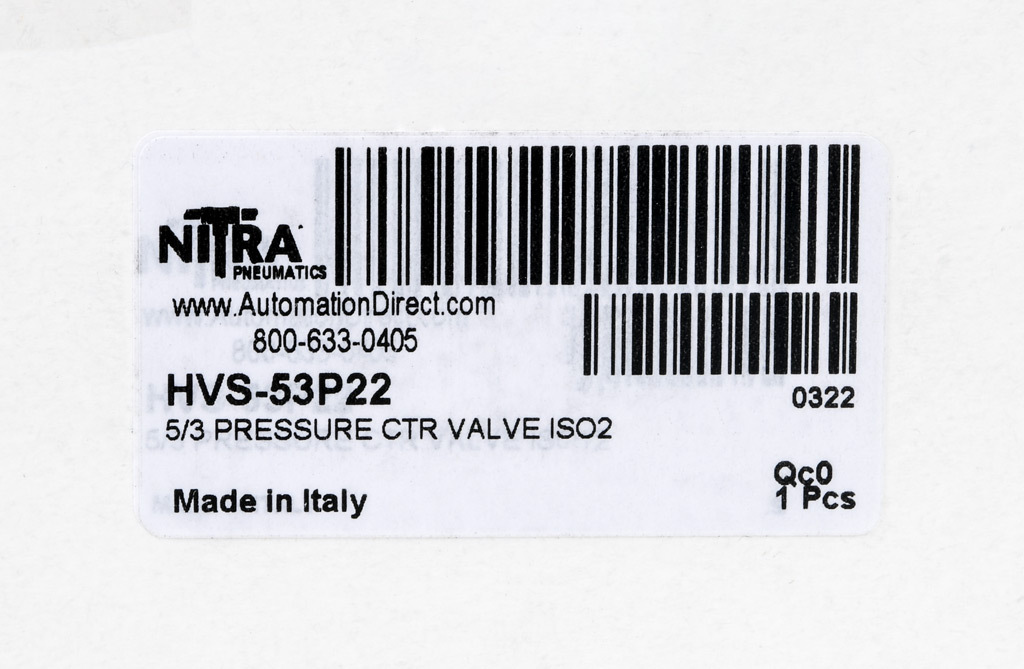 NITRA
PNEUMATICS
www.AutomationDirect.com
800-633-0405
HVS-53P22
0322
5/3 PRESSURE CTR VALVE ISO2
Qc0
Made in Italy
1 Pcs